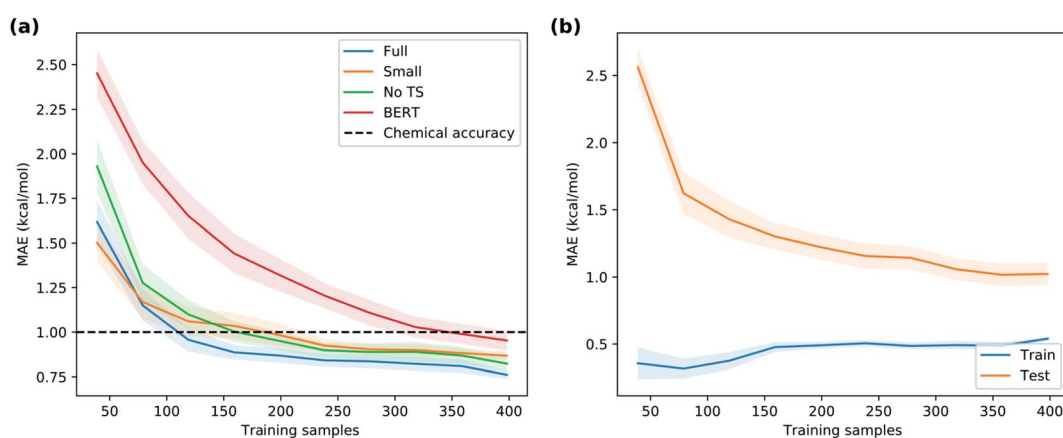 (a)
MAE (kcal/mol)
2.50
2.25
2.00
1.75
1.50
1.25
1.00
0.75
Full
Small
No TS
BERT
Chemical accuracy
50 100 150 200 250 300 350 400
Training samples
(b)
MAE (kcal/mol)
2.5
2.0
1.5
1.0
0.5
Train
Test
50 100 150 200 250 300 350 400
Training samples